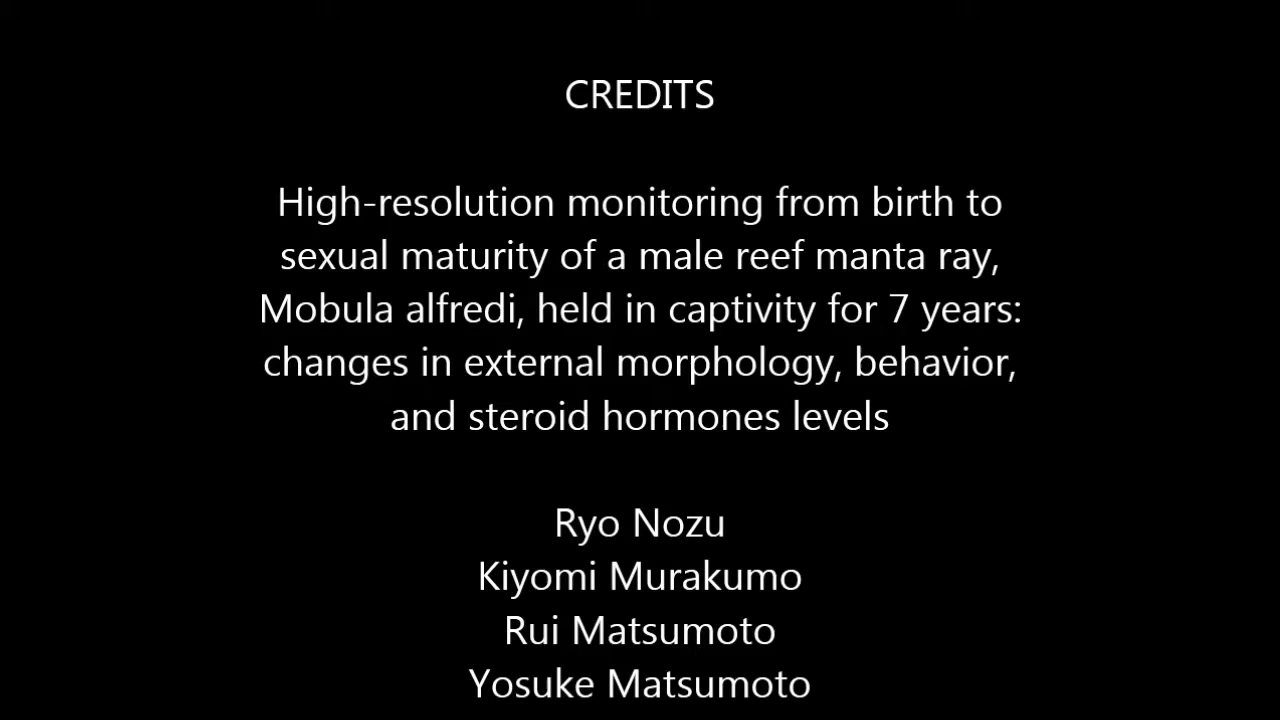 CREDITS
High-resolution monitoring from birth to
sexual maturity of a male reef manta ray,
Mobula alfredi, held in captivity for 7 years:
changes in external morphology, behavior,
and steroid hormones levels
Ryo Nozu
Kiyomi Murakumo
Rui Matsumoto
Yosuke Matsumoto